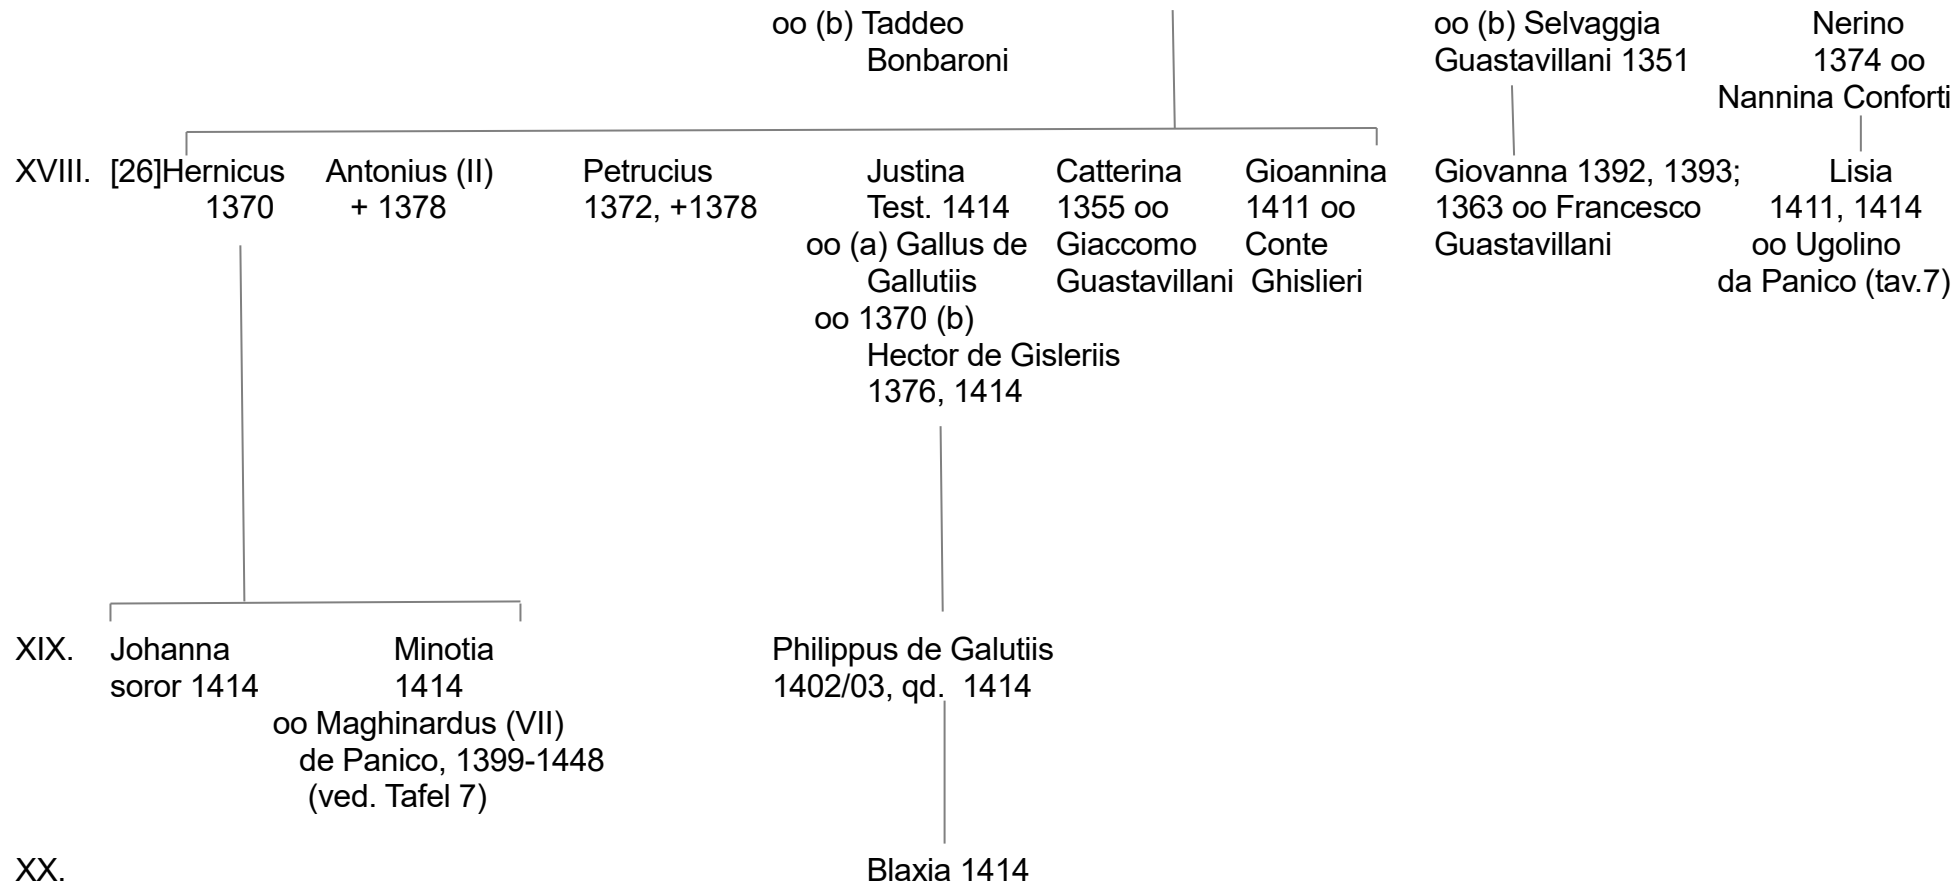 oo (b) Taddeo
Bonbaroni
oo (b) Selvaggia
Guastavillani 1351
Nerino
1374 oo
Nannina Conforti
XVIII.
[26]Hernicus
1370
Antonius (II)
+ 1378
Petrucius
1372, +1378
Justina
Test. 1414
oo (a) Gallus de
Gallutiis
oo 1370 (b)
Hector de Gisleriis
1376, 1414
Catterina
1355 oo
Giaccomo
Guastavillani
Gioannina
1411 oo
Conte
Ghislieri
Giovanna 1392, 1393;
1363 oo Francesco
Guastavillani
Lisia
1411, 1414
oo Ugolino
da Panico (tav.7)
XIX.
Johanna
soror 1414
Minotia
1414
oo Maghinardus (VII)
de Panico, 1399-1448
(ved. Tafel 7)
Philippus de Galutiis
1402/03, qd. 1414
XX.
Blaxia 1414